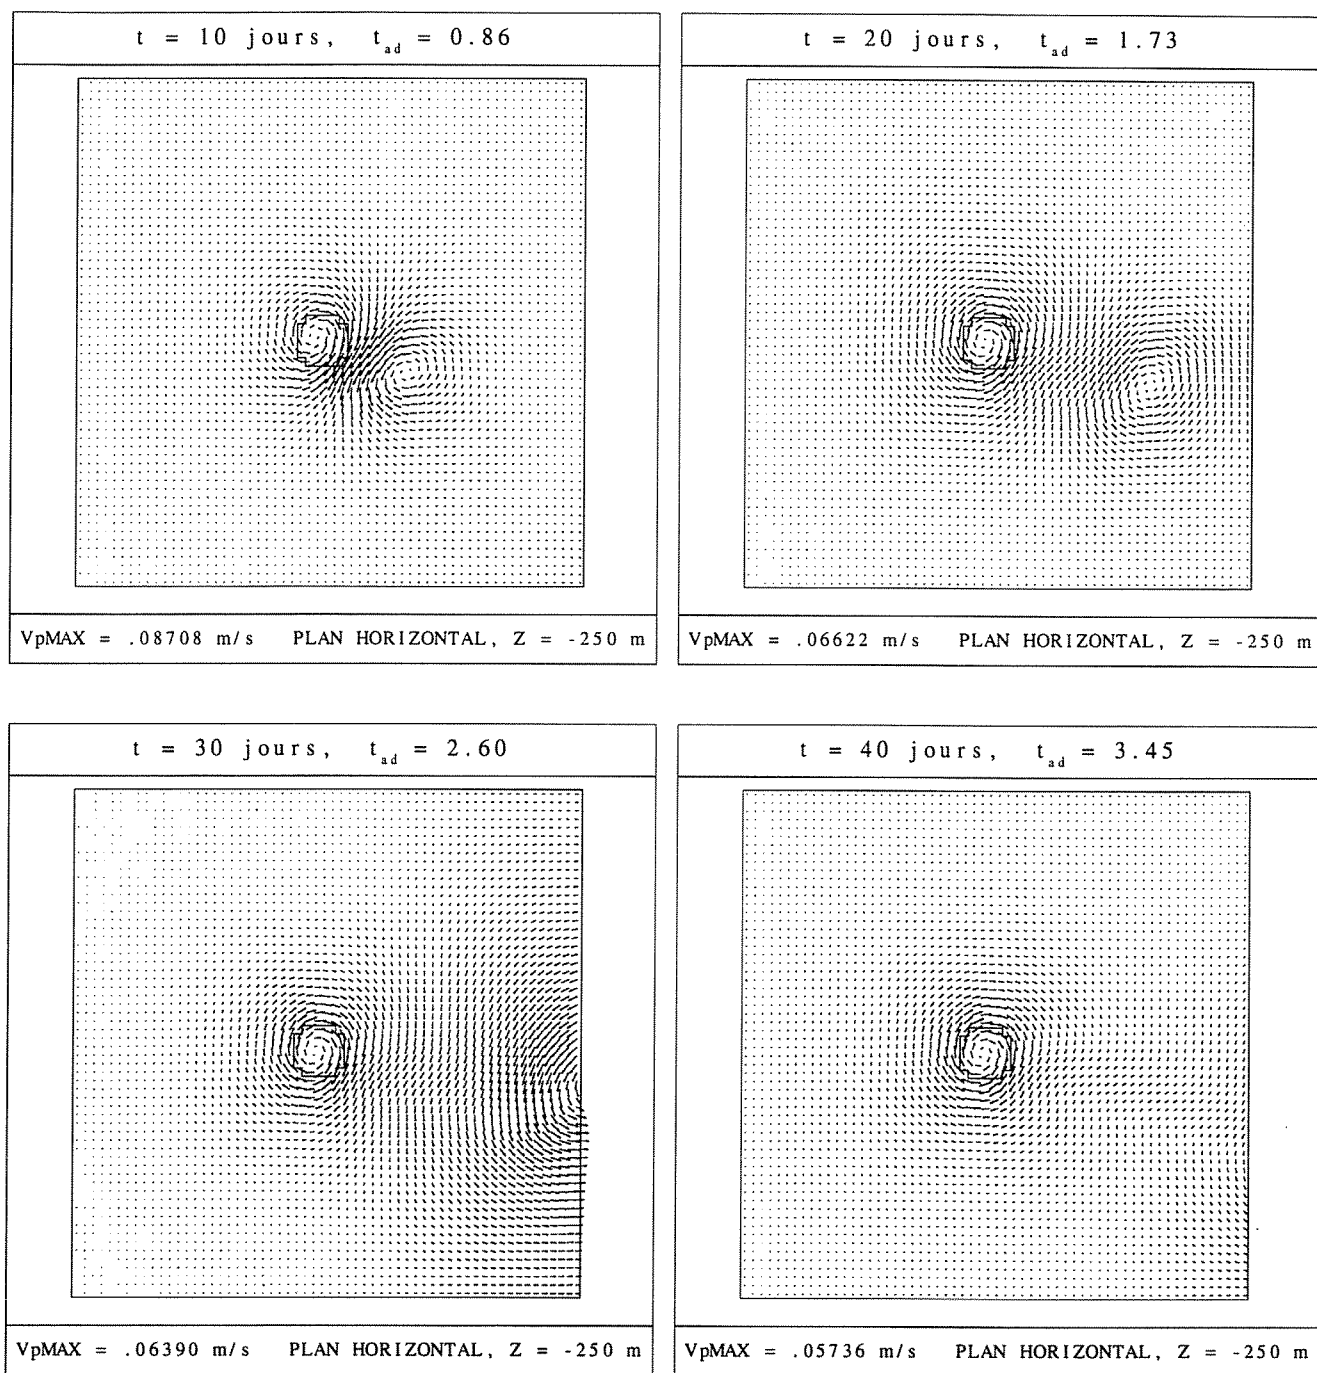 t = 10 jours, t_ad = 0.86
VpMAX = .08708 m/s PLAN HORIZONTAL, Z = -250 m
t = 20 jours, t_ad = 1.73
VpMAX = .06622 m/s PLAN HORIZONTAL, Z = -250 m
t = 30 jours, t_ad = 2.60
VpMAX = .06390 m/s PLAN HORIZONTAL, Z = -250 m
t = 40 jours, t_ad = 3.45
VpMAX = .05736 m/s PLAN HORIZONTAL, Z = -250 m